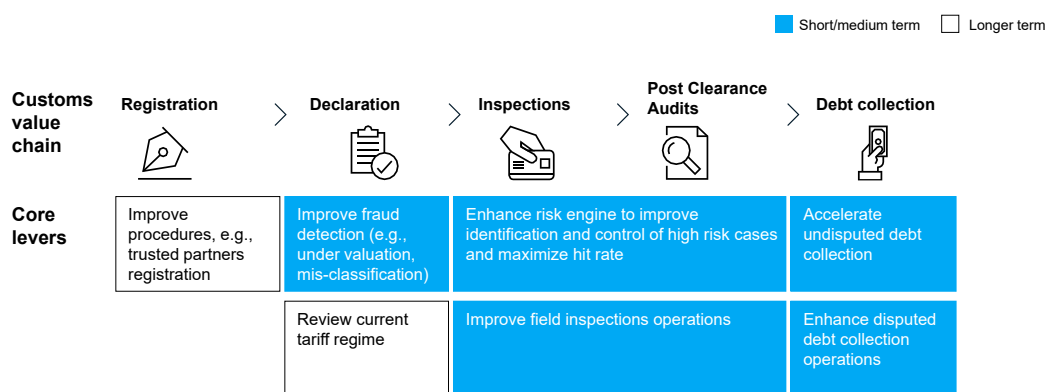 Short/medium term
Longer term
Customs
value
chain
Registration
Declaration
Inspections
Post Clearance
Audits
Debt collection
Core
levers
Improve
procedures, e.g.,
trusted partners
registration
Improve fraud
detection (e.g.,
under valuation,
mis-classification)
Enhance risk engine to improve
identification and control of high risk cases
and maximize hit rate
Accelerate
undisputed debt
collection
Review current
tariff regime
Improve field inspections operations
Enhance disputed
debt collection
operations